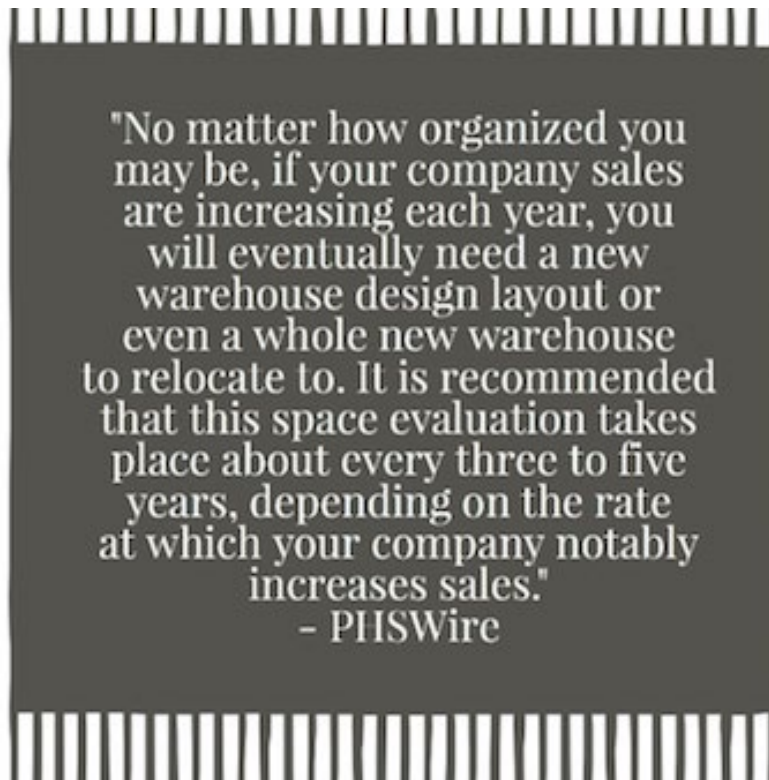 "No matter how organized you
may be, if your company sales
are increasing each year, you
will eventually need a new
warehouse design layout or
even a whole new warehouse
to relocate to. It is recommended
that this space evaluation takes
place about every three to five
years, depending on the rate
at which your company notably
increases sales."
- PHSWire